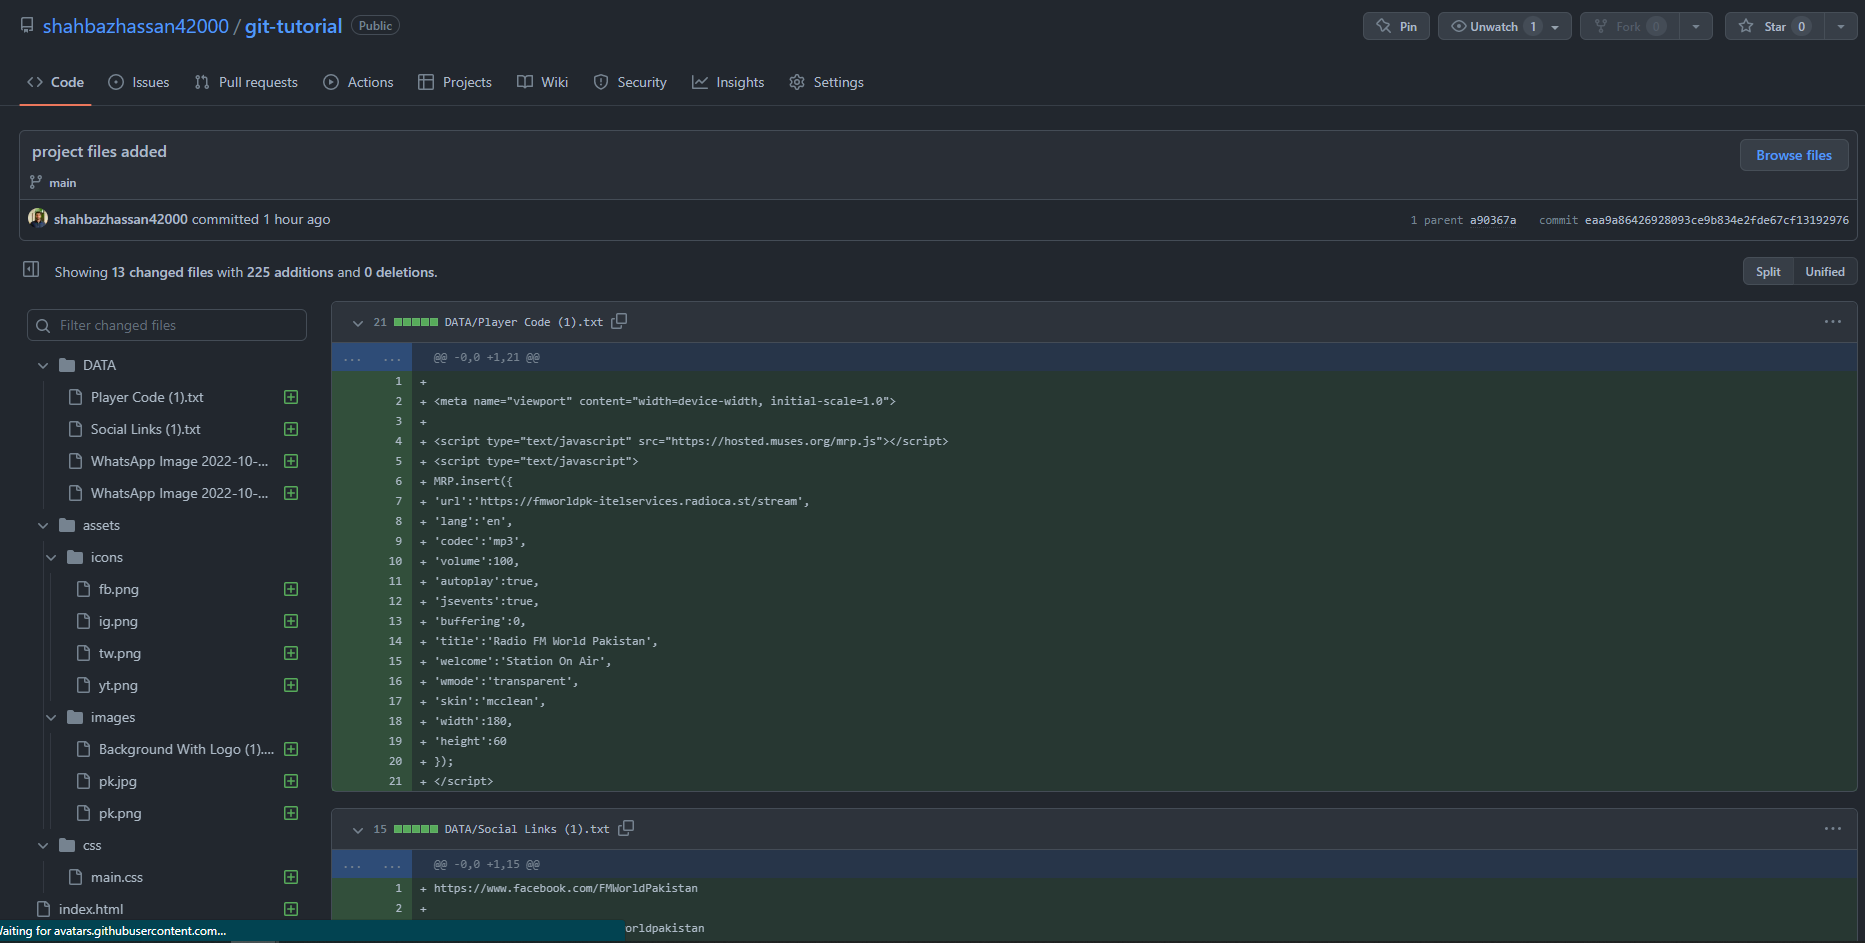 shahbazhassan42000 / git-tutorial Public
Pin Unwatch 1 Fork 0 Star 0
Code Issues Pull requests Actions Projects Wiki Security Insights Settings
project files added
Browse files
main
shahbazhassan42000 committed 1 hour ago
1 parent a90367a commit eaa9a86426928093ce9b834e2fde67cf13192976
Showing 13 changed files with 225 additions and 0 deletions.
Split Unified
Filter changed files
DATA
Player Code (1).txt
Social Links (1).txt
WhatsApp Image 2022-10-...
WhatsApp Image 2022-10-...
assets
icons
fb.png
ig.png
tw.png
yt.png
images
Background With Logo (1)....
pk.jpg
pk.png
css
main.css
index.html
21 DATA/Player Code (1).txt
... ... @@ -0,0 +1,21 @@
1 +
2 + <meta name="viewport" content="width=device-width, initial-scale=1.0">
3 +
4 + <script type="text/javascript" src="https://hosted.muses.org/mrp.js"></script>
5 + <script type="text/javascript">
6 + MRP.insert({
7 + 'url':'https://fmworldpk-itelservices.radioca.st/stream',
8 + 'lang':'en',
9 + 'codec':'mp3',
10 + 'volume':100,
11 + 'autoplay':true,
12 + 'jsevents':true,
13 + 'buffering':0,
14 + 'title':'Radio FM World Pakistan',
15 + 'welcome':'Station On Air',
16 + 'wmode':'transparent',
17 + 'skin':'mcclean',
18 + 'width':180,
19 + 'height':60
20 + });
21 + </script>
15 DATA/Social Links (1).txt
... ... @@ -0,0 +1,15 @@
1 + https://www.facebook.com/FMWorldPakistan
2 +
orldpakistan
Waiting for avatars.githubusercontent.com...